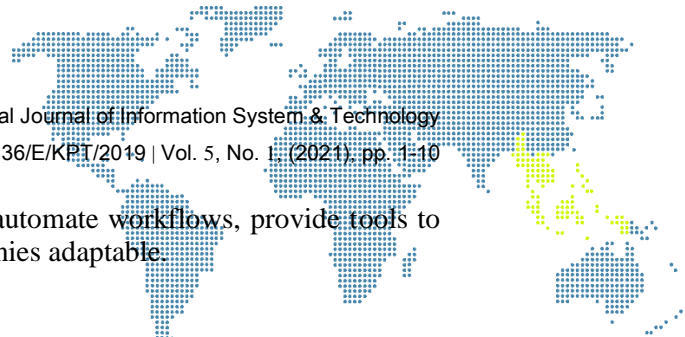 al Journal of Information System & Technology
36/E/KPT/2019 | Vol. 5, No. 1, (2021), pp. 1-10
automate workflows, provide tools to
nies adaptable.